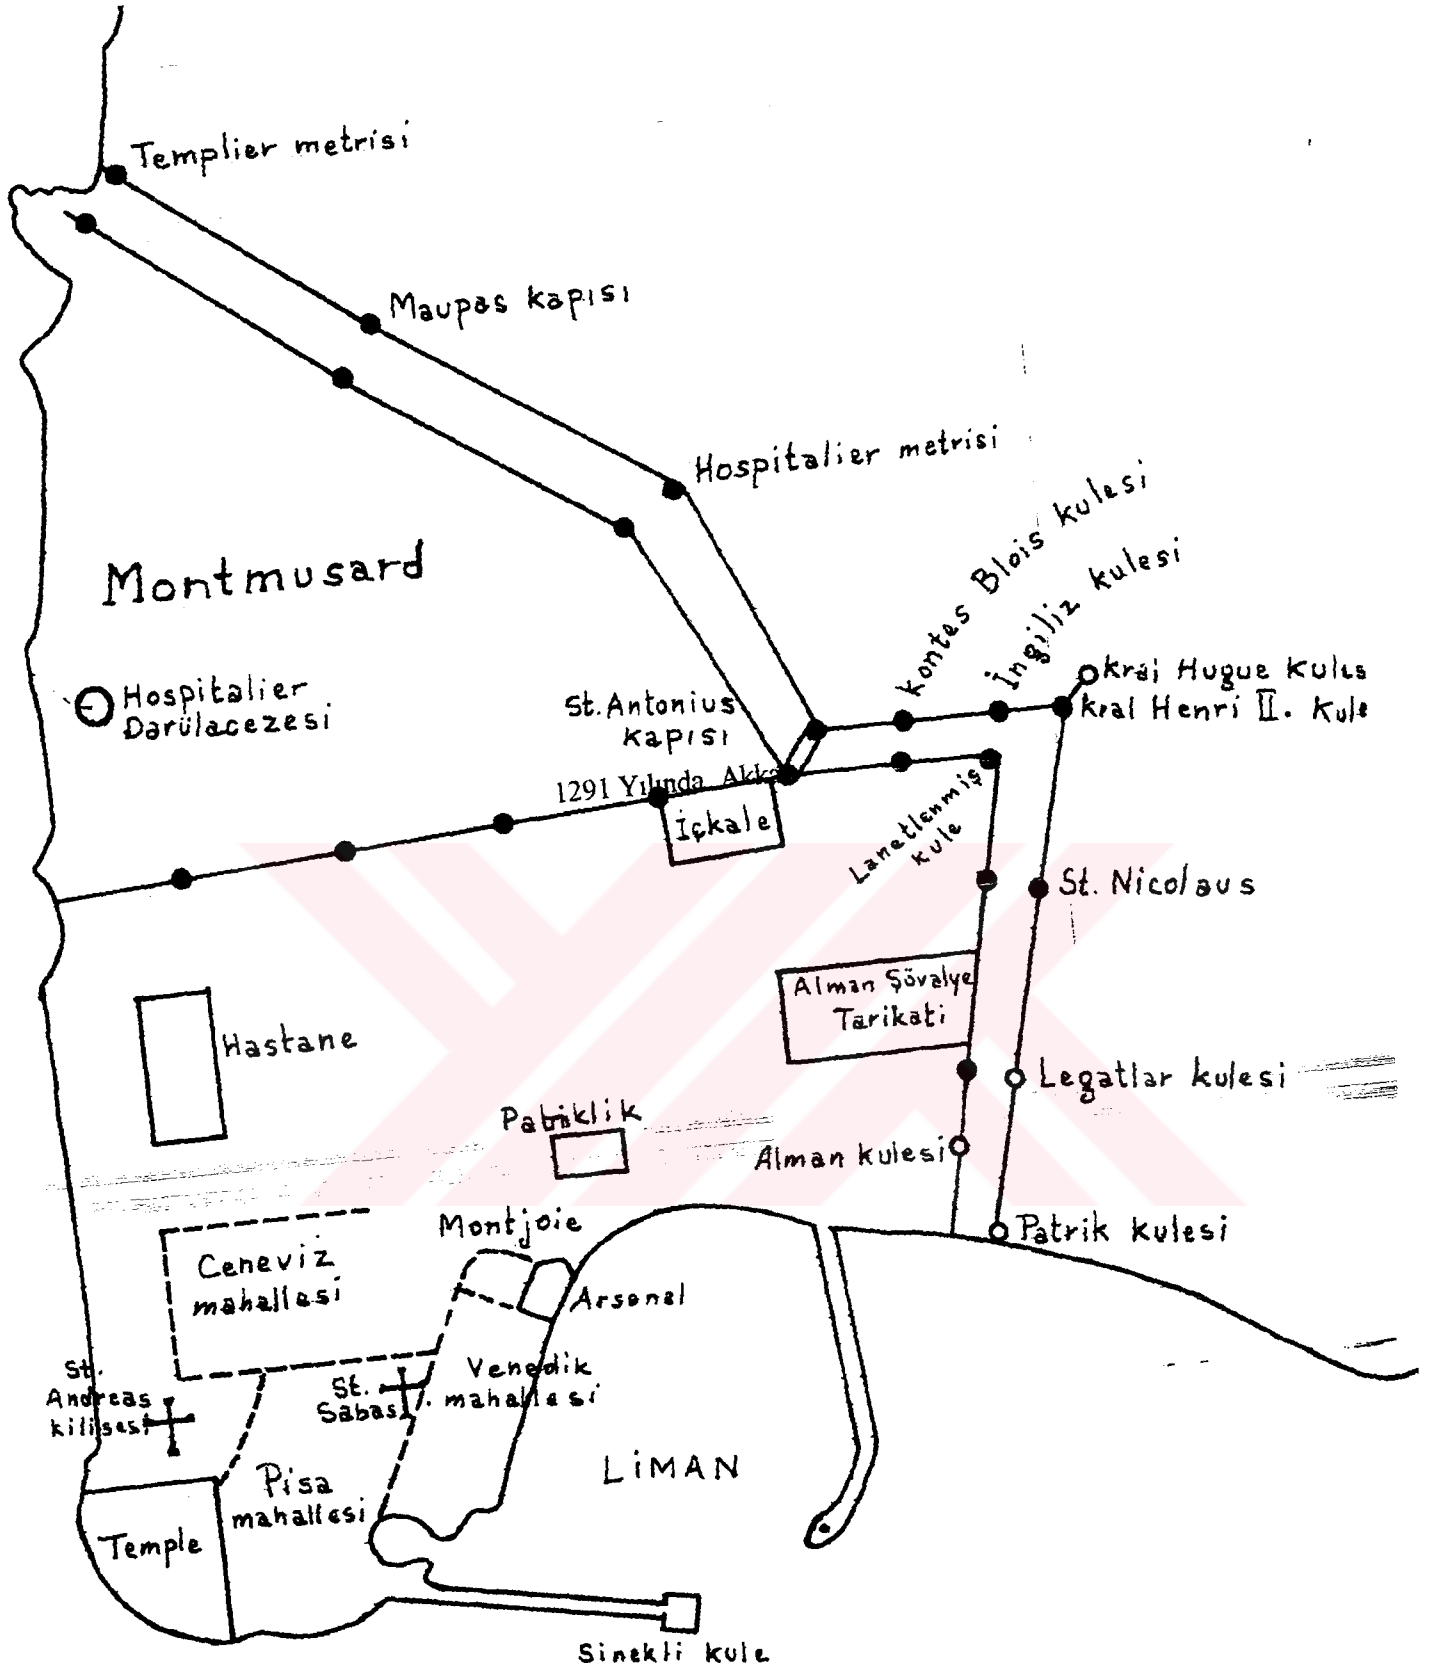 Templier metrisi
Maupas kapısı
Hospitalier metrisi
Kontes Blois kulesi
İngiliz kulesi
Montmusard
Kral Hugue Kules
Kral Henri II. Kule
Hospitalier
Darülacezesi
St. Antonius
kapısı
1291 Yılında Akka
İçkale
Lanetlenmiş
kule
St. Nicolaus
Alman Şövalye
Tarikati
Hastane
Legatlar kulesi
Patriklik
Alman kulesi
Montjoie
Patrik kulesi
Ceneviz
mahallesi
Arsenal
St.
Andreas
kilisesi
St.
Sabas
Venedik
mahallesi
LİMAN
Pisa
mahallesi
Temple
Sinekli kule